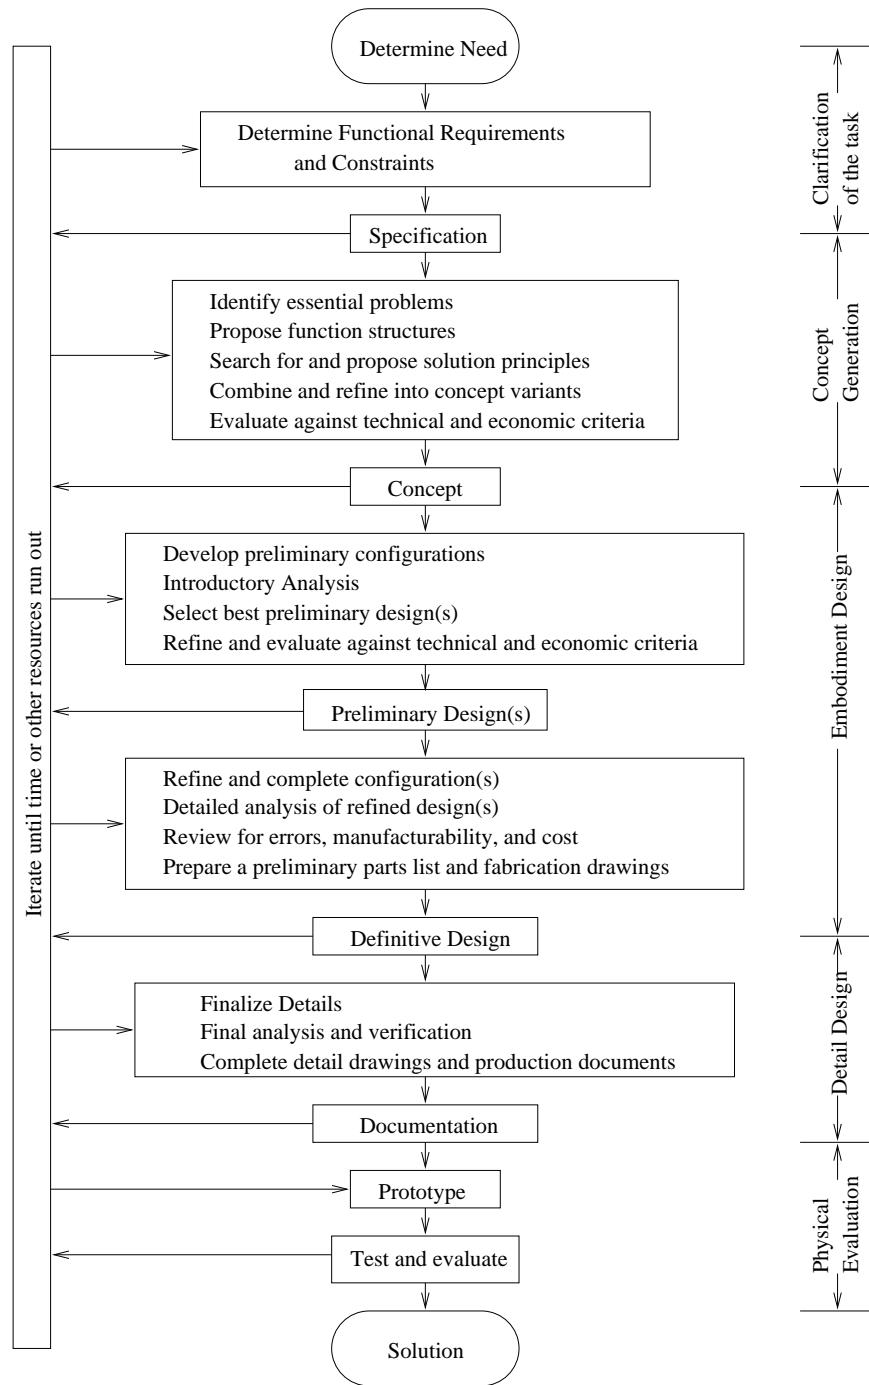 Determine Need
Determine Functional Requirements
and Constraints
Clarification
of the task
Specification
Identify essential problems
Propose function structures
Search for and propose solution principles
Combine and refine into concept variants
Evaluate against technical and economic criteria
Concept
Generation
Concept
Develop preliminary configurations
Introductory Analysis
Select best preliminary design(s)
Refine and evaluate against technical and economic criteria
Iterate until time or other resources run out
Embodiment Design
Preliminary Design(s)
Refine and complete configuration(s)
Detailed analysis of refined design(s)
Review for errors, manufacturability, and cost
Prepare a preliminary parts list and fabrication drawings
Definitive Design
Finalize Details
Final analysis and verification
Complete detail drawings and production documents
Detail Design
Documentation
Prototype
Physical
Evaluation
Test and evaluate
Solution